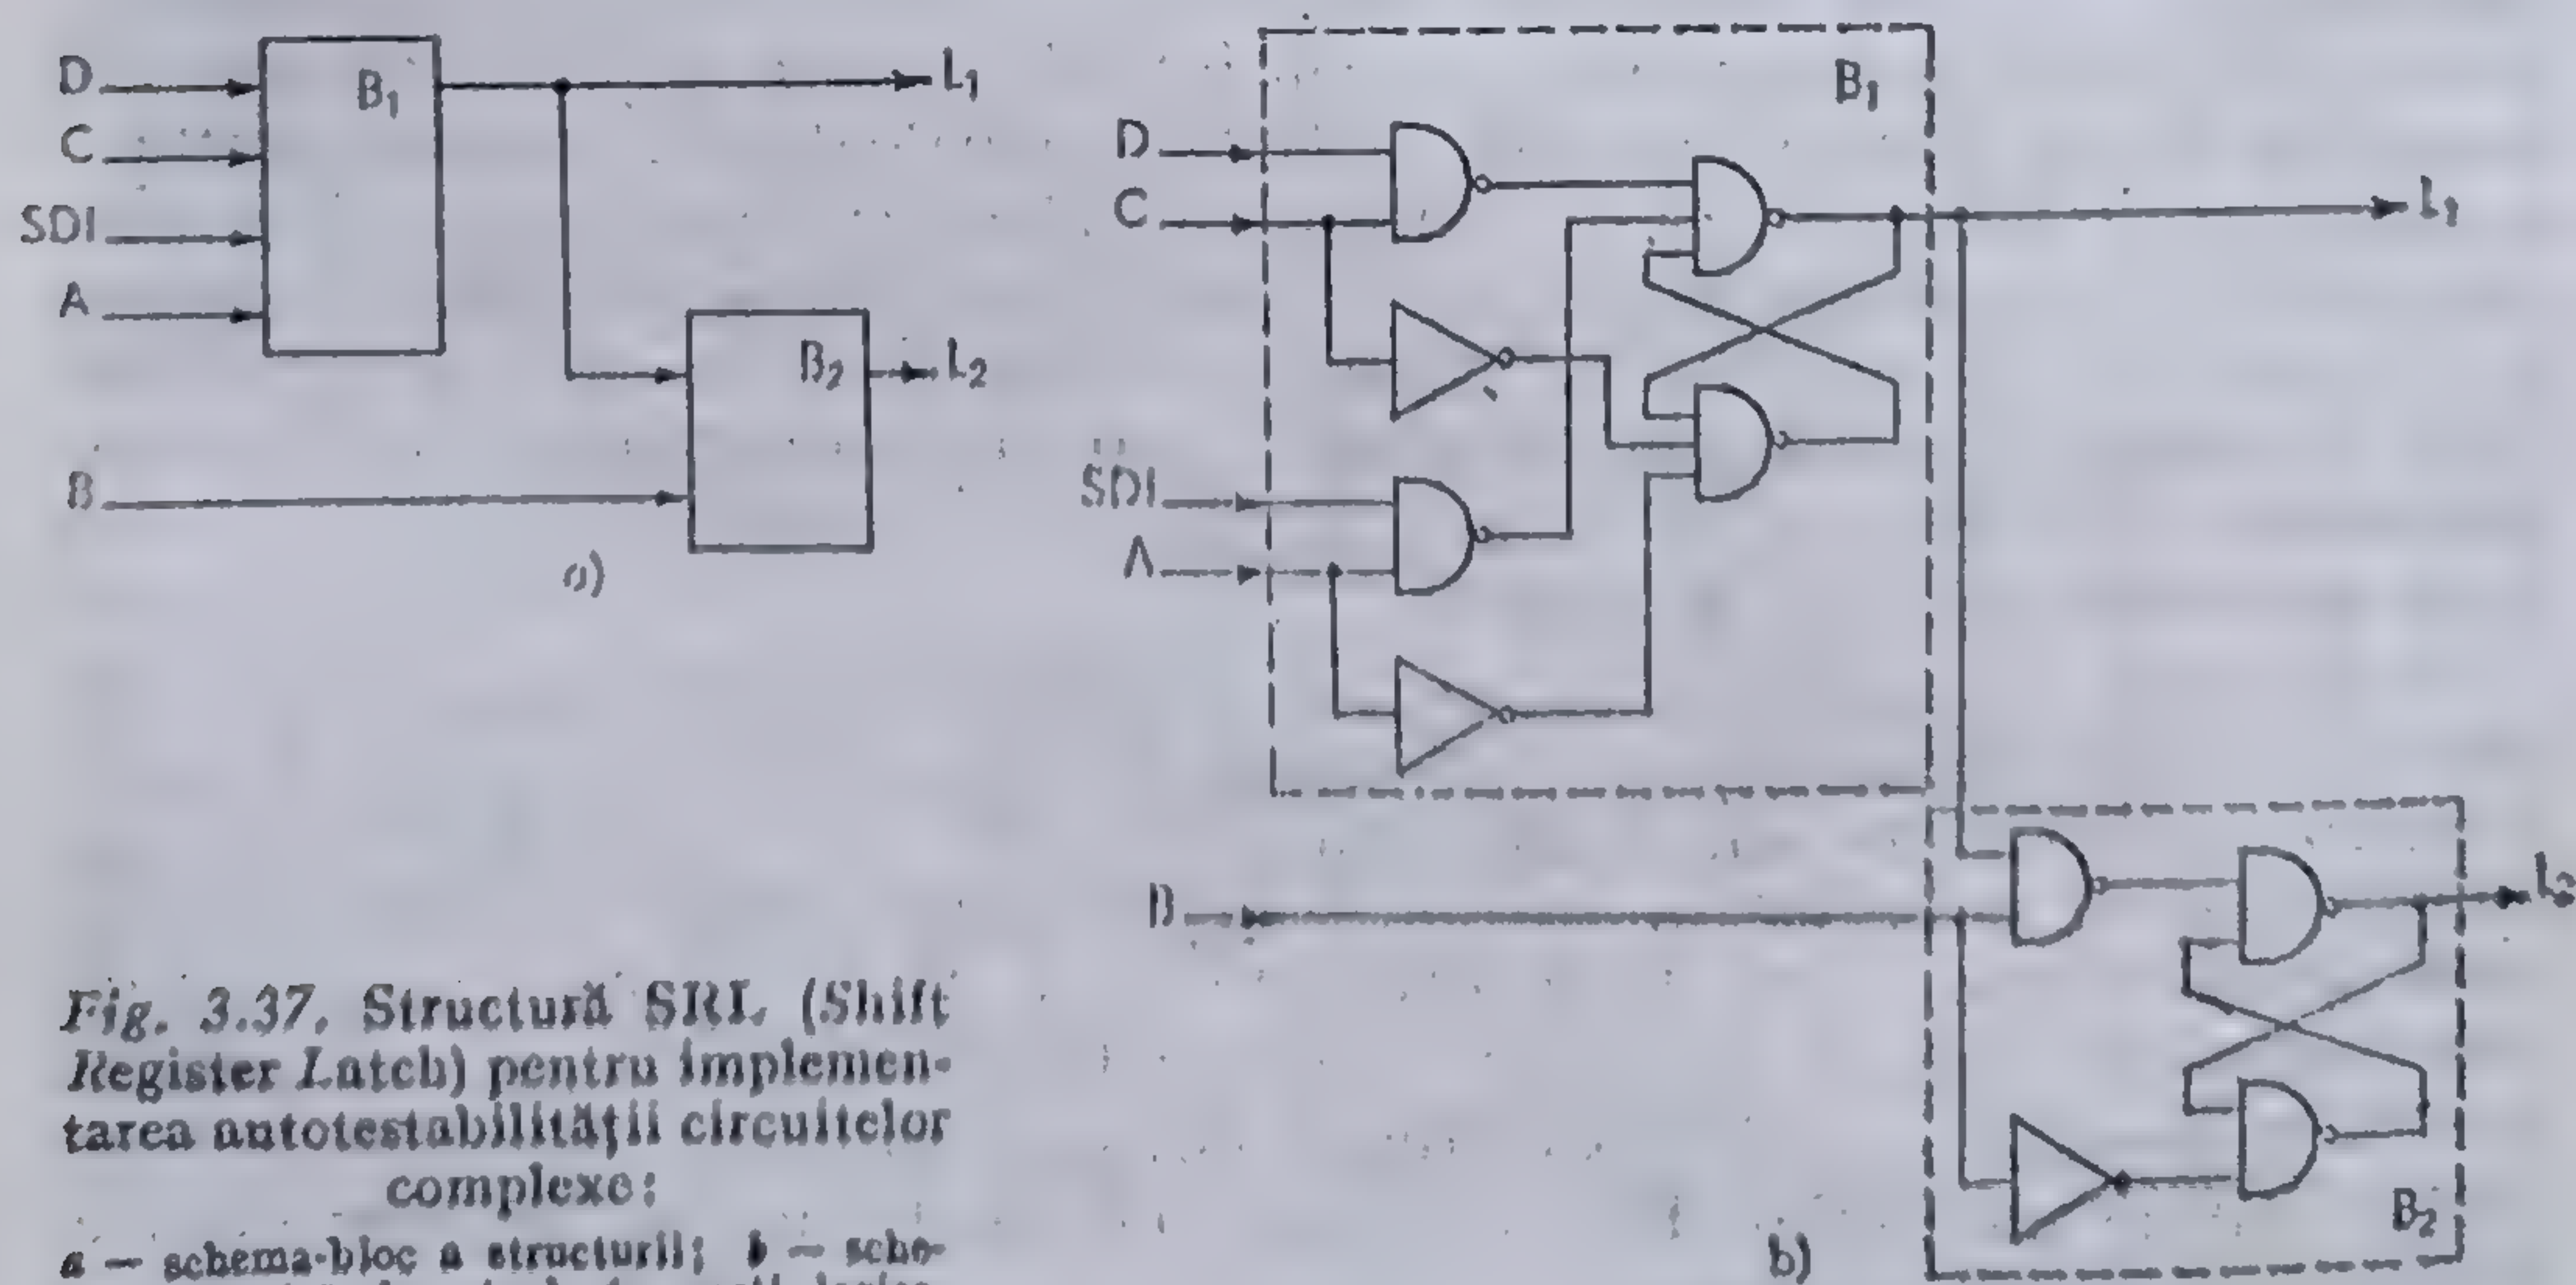 D
C
SDI
A
B₁
L₁
B
B₂
L₂
a)
D
C
SDI
A
B₁
L₁
B
L₂
B₂
b)
Fig. 3.37. Structură SRL (Shift
Register Latch) pentru implemen-
tarea autotestabilității circuitelor
complexe:
a — schema-bloc a structurii; b — sche-